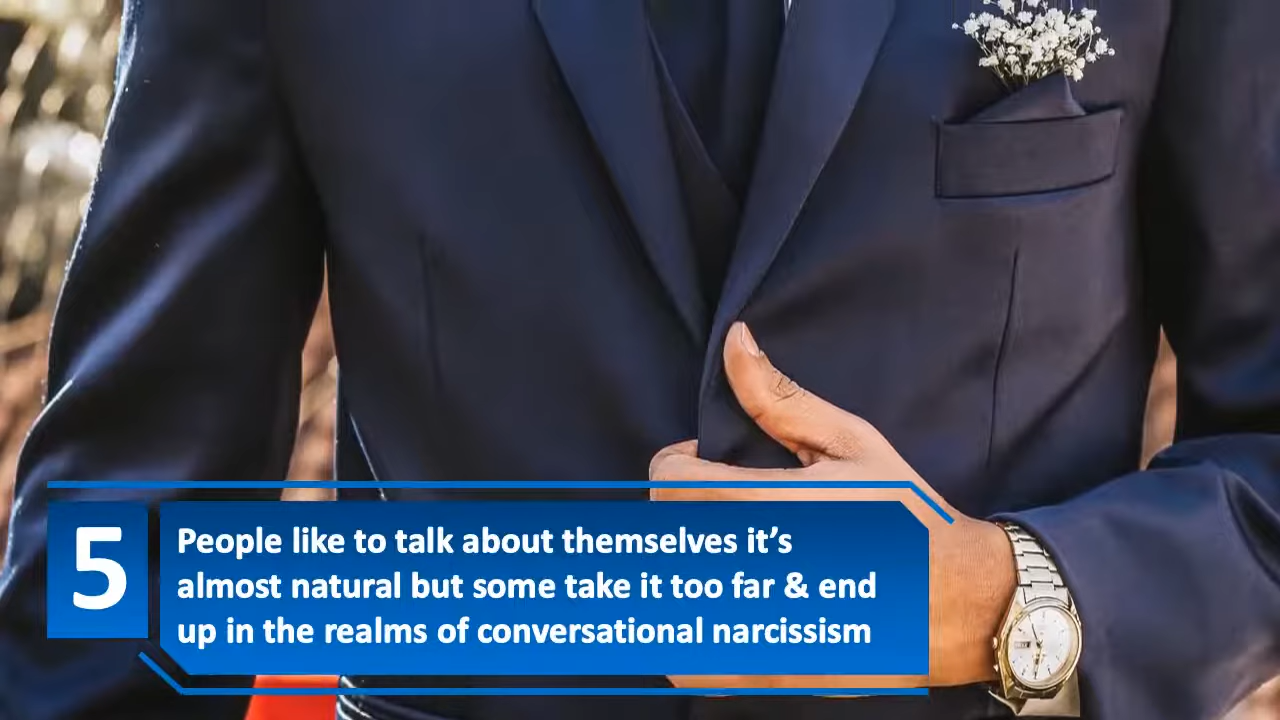 5
People like to talk about themselves it's
almost natural but some take it too far & end
up in the realms of conversational narcissism